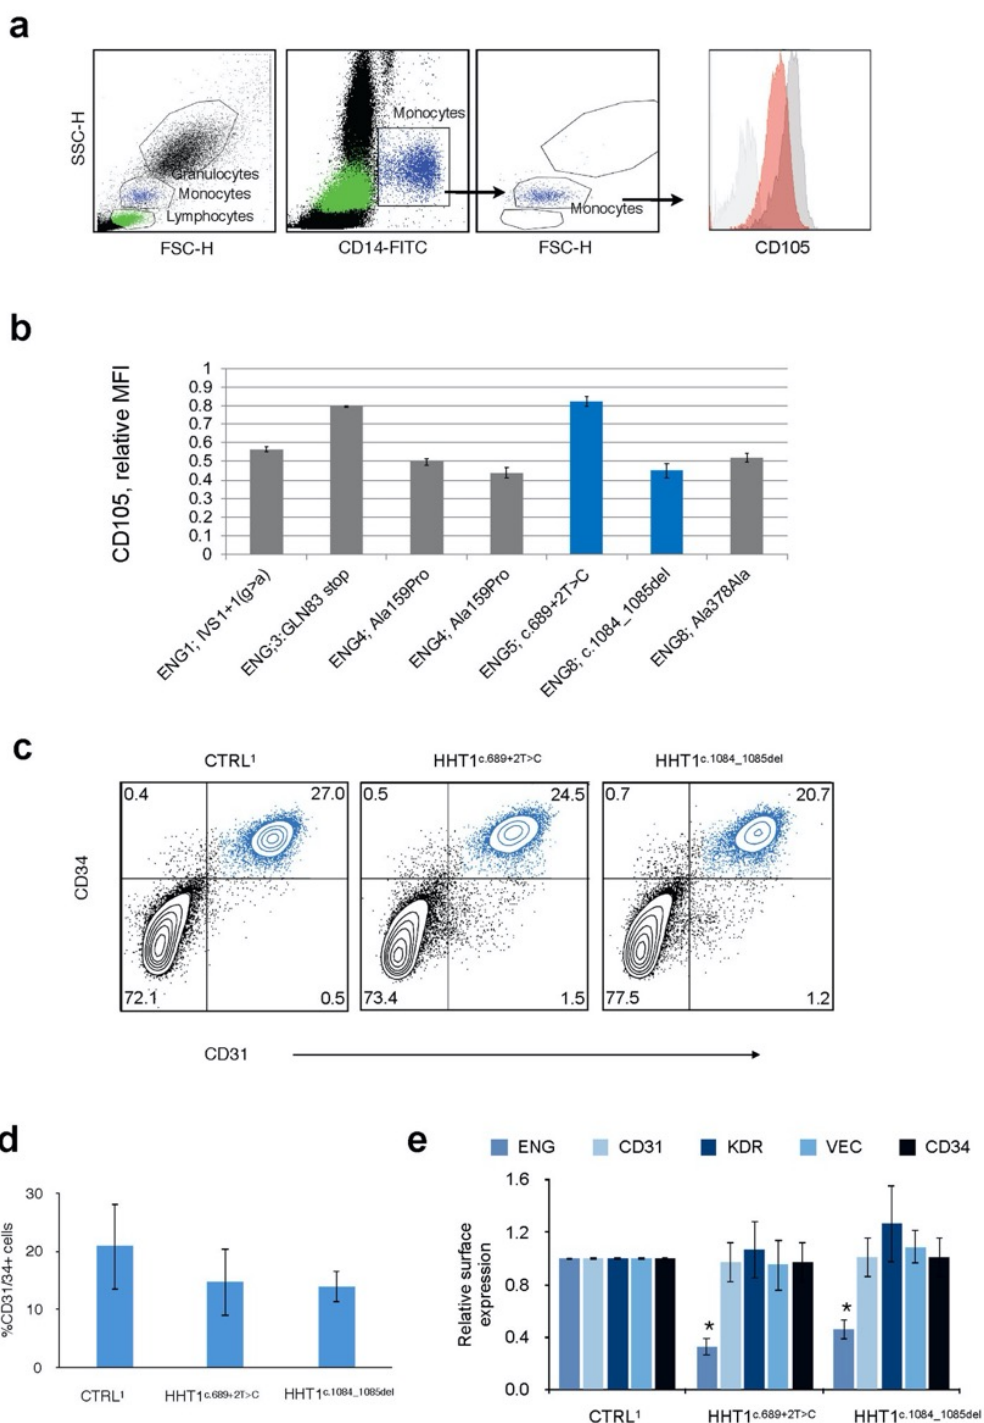 a
SSC-H
Granulocytes
Monocytes
Lymphocytes
FSC-H
Monocytes
CD14-FITC
Monocytes
FSC-H
CD105
b
CD105, relative MFI
1
0.9
0.8
0.7
0.6
0.5
0.4
0.3
0.2
0.1
0
ENG1; IVS1+1(g>a)
ENG;3:GLN83 stop
ENG4; Ala159Pro
ENG4; Ala159Pro
ENG5; c.689+2T>C
ENG8; c.1084_1085del
ENG8; Ala378Ala
c
CTRL¹
HHT1c.689+2T>C
HHT1c.1084_1085del
CD34
0.4 27.0
72.1 0.5
0.5 24.5
73.4 1.5
0.7 20.7
77.5 1.2
CD31
d
%CD31/34+ cells
30
20
10
0
CTRL¹
HHT1c.689+2T>C
HHT1c.1084_1085del
e
ENG CD31 KDR VEC CD34
Relative surface
expression
1.6
1.2
0.8
0.4
0.0
*
*
CTRL¹
HHT1c.689+2T>C
HHT1c.1084_1085del